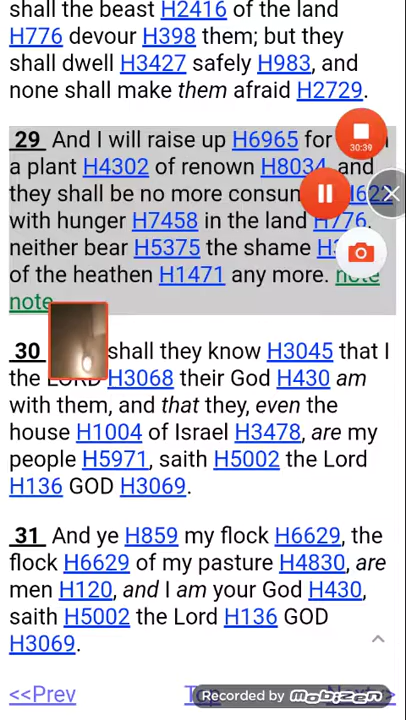 shall the beast H2416 of the land
H776 devour H398 them; but they
shall dwell H3427 safely H983, and
none shall make them afraid H2729.
29 And I will raise up H6965 for
a plant H4302 of renown H8034, and
they shall be no more
with hunger H7458 in the land H776,
neither bear H5375 the shame
of the heathen H1471 any more. note
note
30 shall they know H3045 that I
the LORD H3068 their God H430 am
with them, and that they, even the
house H1004 of Israel H3478, are my
people H5971, saith H5002 the Lord
H136 GOD H3069.
31 And ye H859 my flock H6629, the
flock H6629 of my pasture H4830, are
men H120, and I am your God H430,
saith H5002 the Lord H136 GOD
H3069.
<<Prev
Recorded by mobizen
30:39